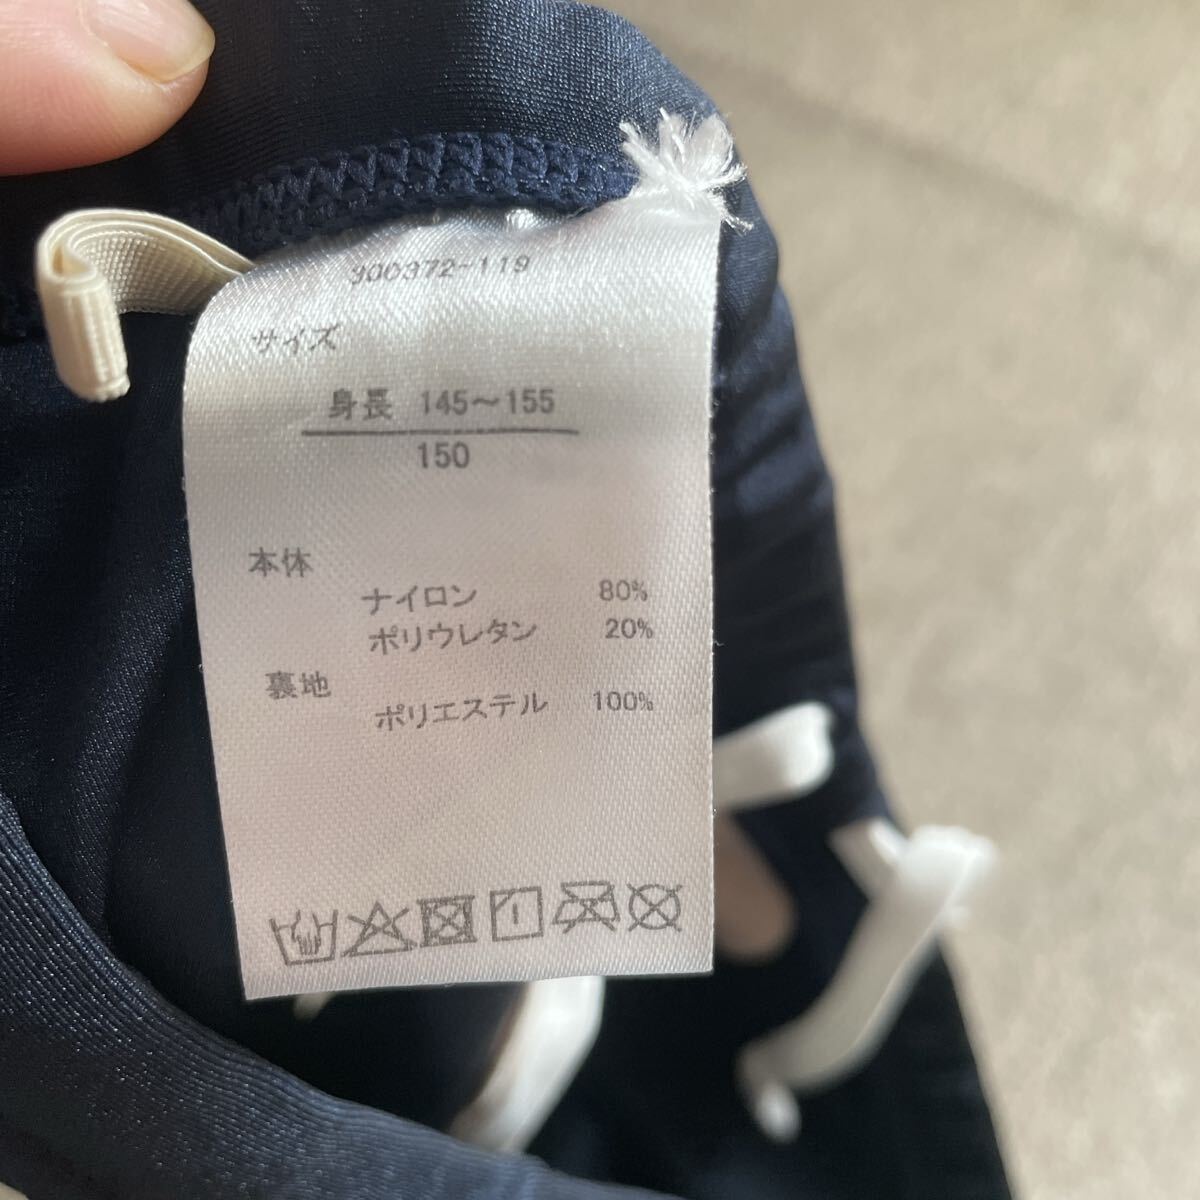 900372-119
サイズ
身長 145～155
150
本体
ナイロン 80%
ポリウレタン 20%
裏地
ポリエステル 100%